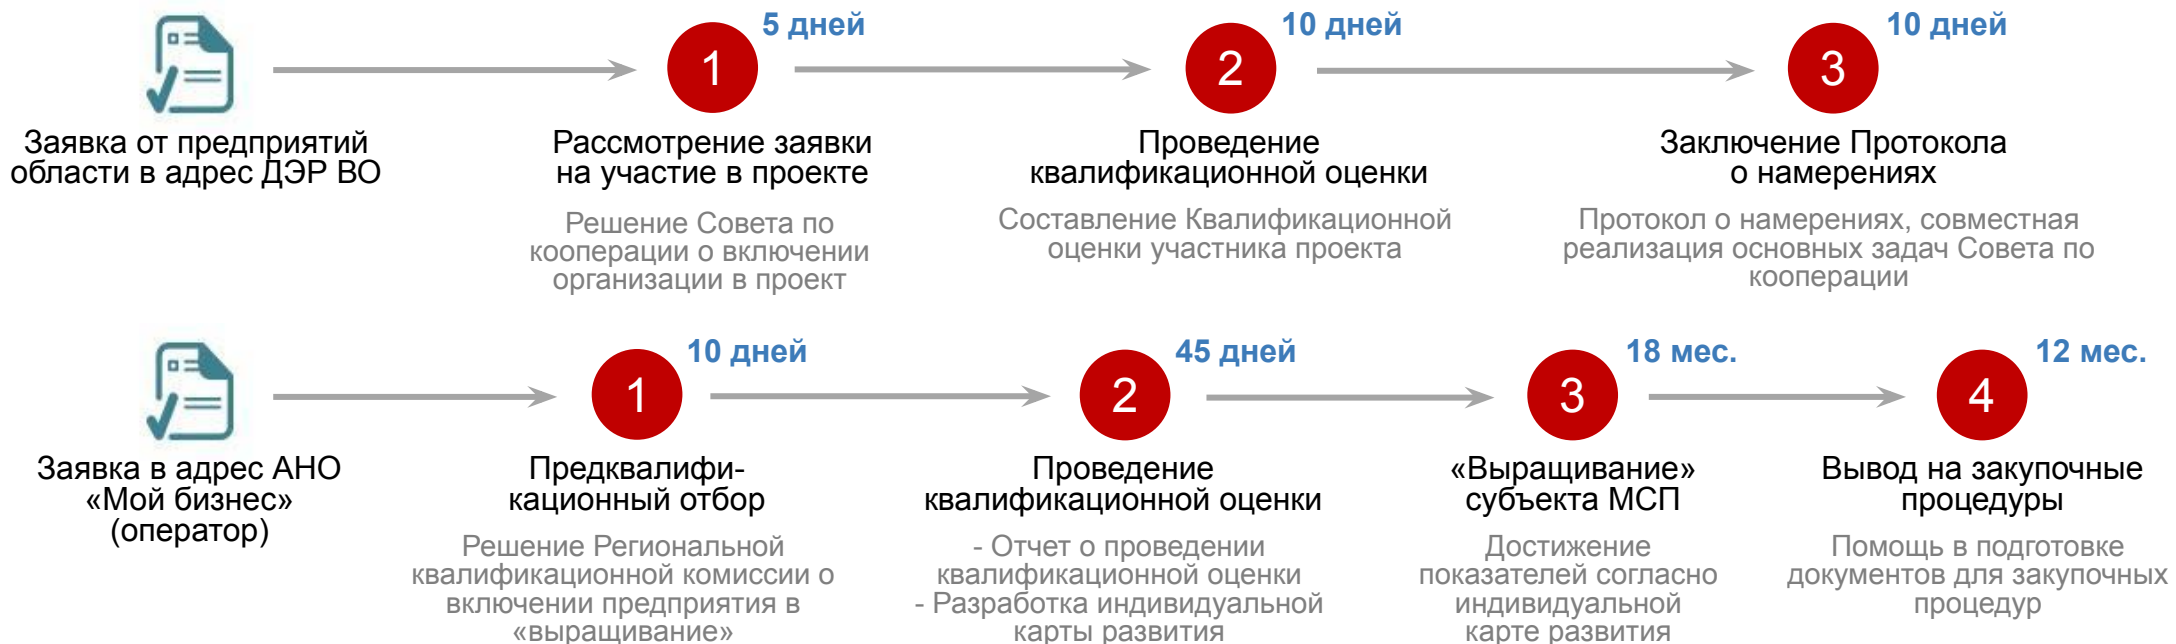 5 дней
10 дней
10 дней
1
2
3
Заявка от предприятий
области в адрес ДЭР ВО
Рассмотрение заявки
на участие в проекте
Решение Совета по
кооперации о включении
организации в проект
Проведение
квалификационной оценки
Составление Квалификационной
оценки участника проекта
Заключение Протокола
о намерениях
Протокол о намерениях, совместная
реализация основных задач Совета по
кооперации
10 дней
45 дней
18 мес.
12 мес.
1
2
3
4
Заявка в адрес АНО
«Мой бизнес»
(оператор)
Предквалифи-
кационный отбор
Решение Региональной
квалификационной комиссии о
включении предприятия в
«выращивание»
Проведение
квалификационной оценки
- Отчет о проведении
квалификационной оценки
- Разработка индивидуальной
карты развития
«Выращивание»
субъекта МСП
Достижение
показателей согласно
индивидуальной
карте развития
Вывод на закупочные
процедуры
Помощь в подготовке
документов для закупочных
процедур